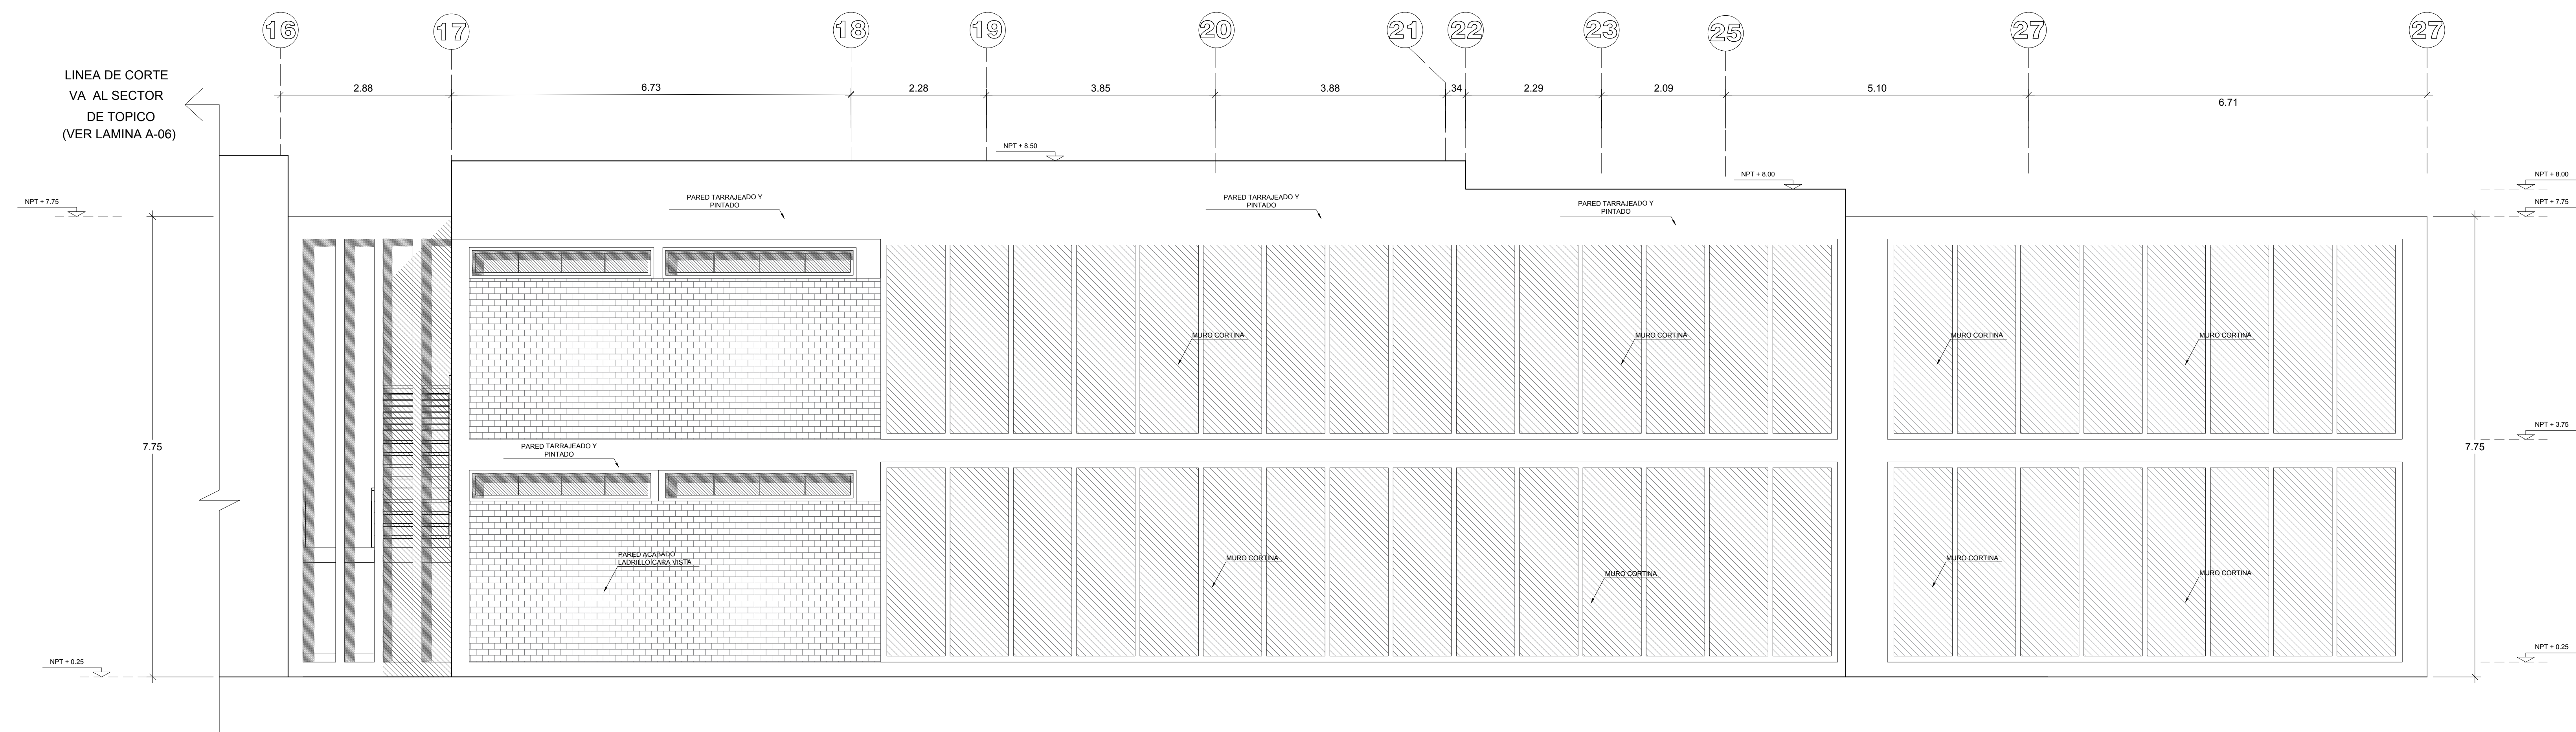 16 17 18 19 20 21 22 23 25 27 27
LINEA DE CORTE
VA AL SECTOR
DE TOPICO
(VER LAMINA A-06)
2.88 6.73 2.28 3.85 3.88 .34 2.29 2.09 5.10 6.71
NPT + 8.50
NPT + 8.00
NPT + 8.00
NPT + 7.75
NPT + 7.75
PARED TARRAJEADO Y
PINTADO
PARED TARRAJEADO Y
PINTADO
PARED TARRAJEADO Y
PINTADO
MURO CORTINA
MURO CORTINA
MURO CORTINA
MURO CORTINA
NPT + 3.75
7.75
7.75
PARED TARRAJEADO Y
PINTADO
PARED ACABADO
LADRILLO CARA VISTA
MURO CORTINA
MURO CORTINA
MURO CORTINA
MURO CORTINA
NPT + 0.25
NPT + 0.25